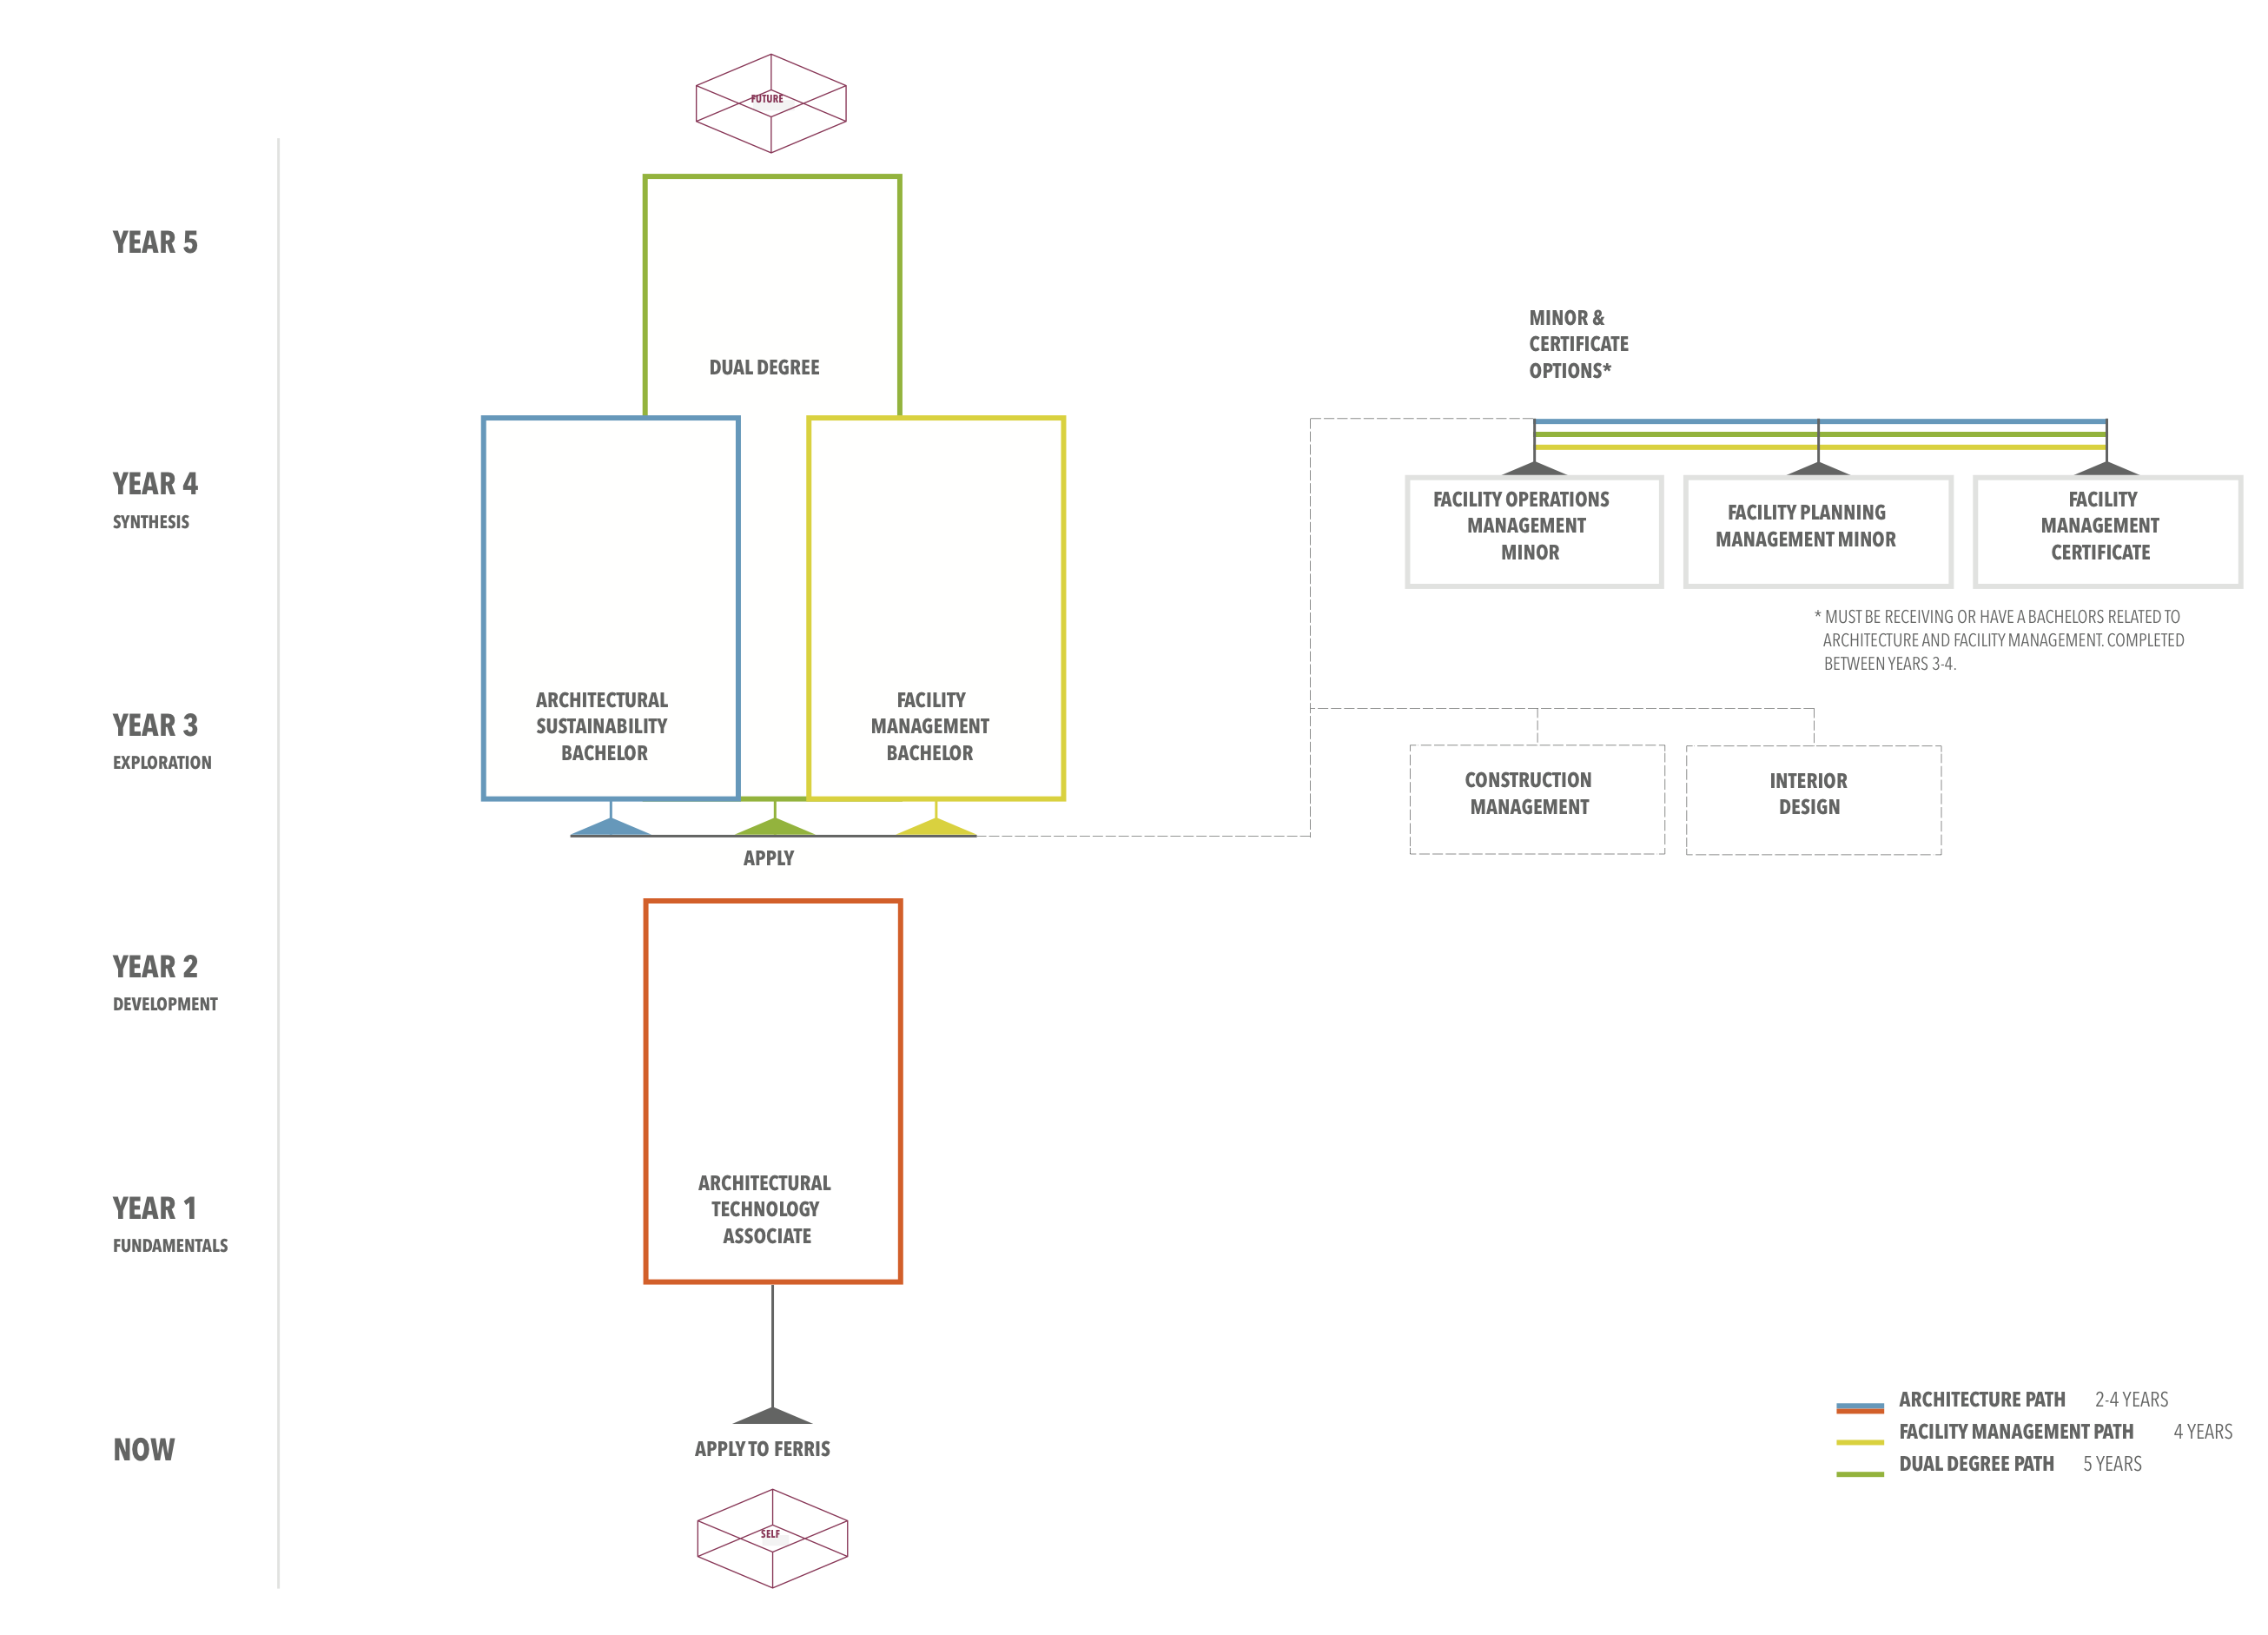 FUTURE
YEAR 5
DUAL DEGREE
MINOR &
CERTIFICATE
OPTIONS*
YEAR 4
SYNTHESIS
FACILITY OPERATIONS
MANAGEMENT
MINOR
FACILITY PLANNING
MANAGEMENT MINOR
FACILITY
MANAGEMENT
CERTIFICATE
* MUST BE RECEIVING OR HAVE A BACHELORS RELATED TO
ARCHITECTURE AND FACILITY MANAGEMENT. COMPLETED
BETWEEN YEARS 3-4.
YEAR 3
EXPLORATION
ARCHITECTURAL
SUSTAINABILITY
BACHELOR
FACILITY
MANAGEMENT
BACHELOR
CONSTRUCTION
MANAGEMENT
INTERIOR
DESIGN
APPLY
YEAR 2
DEVELOPMENT
YEAR 1
FUNDAMENTALS
ARCHITECTURAL
TECHNOLOGY
ASSOCIATE
NOW
APPLY TO FERRIS
SELF
ARCHITECTURE PATH 2-4 YEARS
FACILITY MANAGEMENT PATH 4 YEARS
DUAL DEGREE PATH 5 YEARS